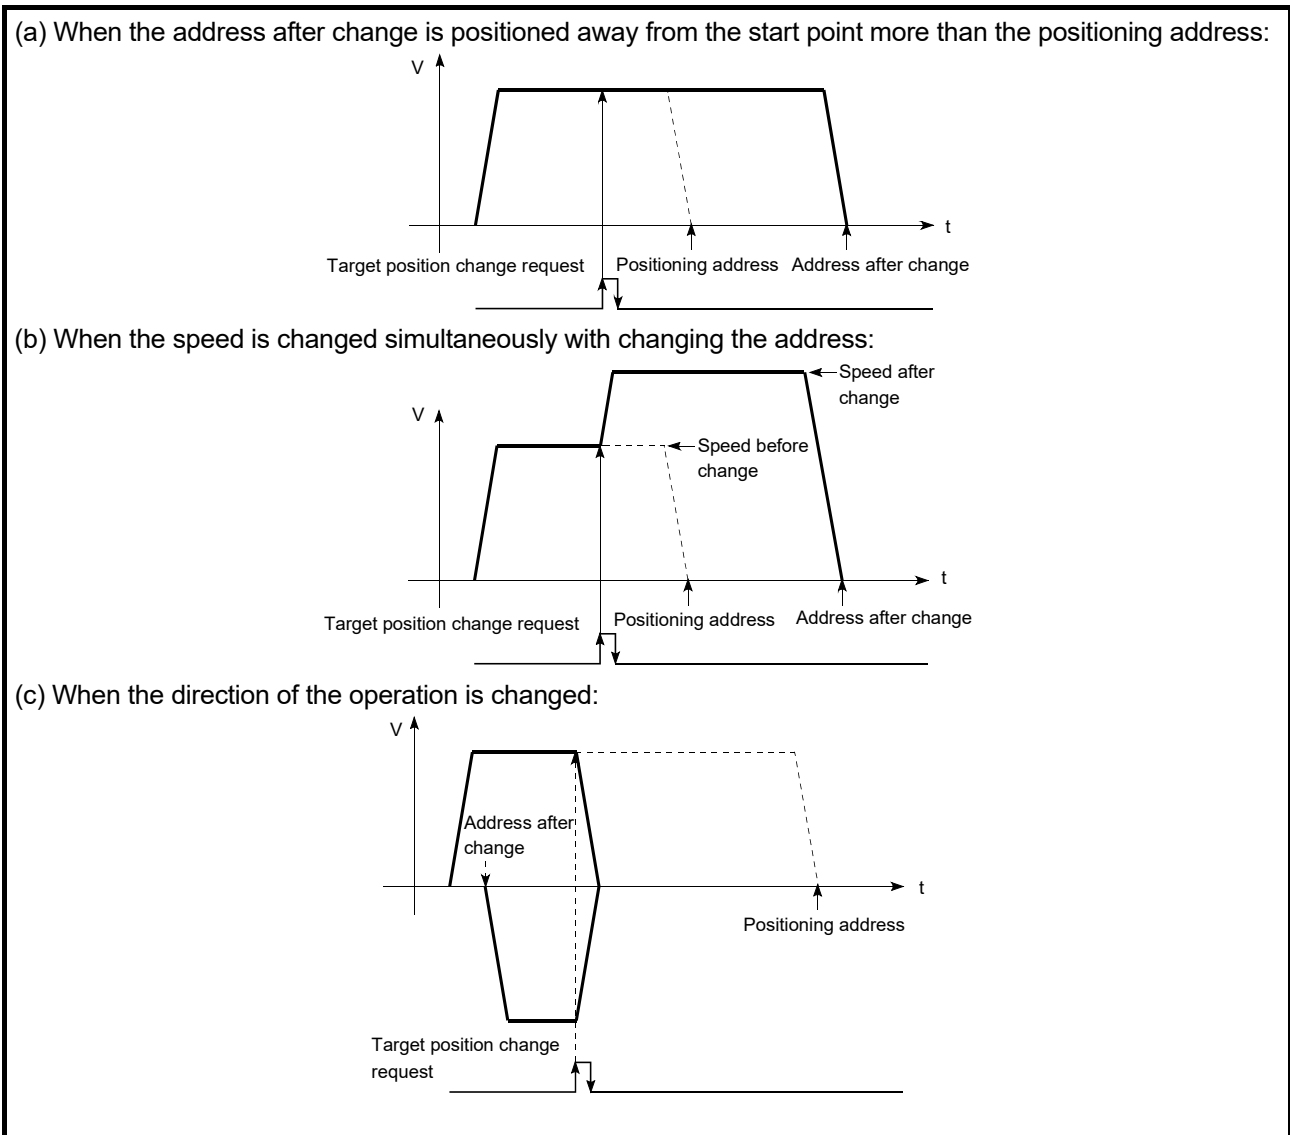 (a) When the address after change is positioned away from the start point more than the positioning address:
V
t
Target position change request
Positioning address
Address after change
(b) When the speed is changed simultaneously with changing the address:
Speed after
change
V
Speed before
change
t
Target position change request
Positioning address
Address after change
(c) When the direction of the operation is changed:
V
Address after
change
t
Positioning address
Target position change
request